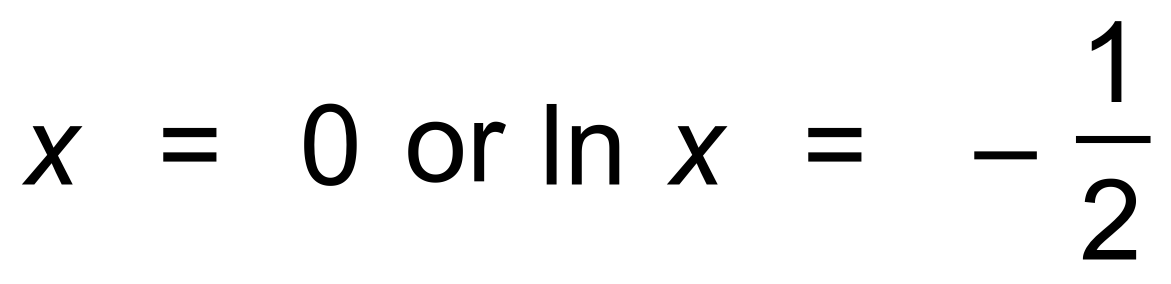 x = 0 or ln x = – 1/2